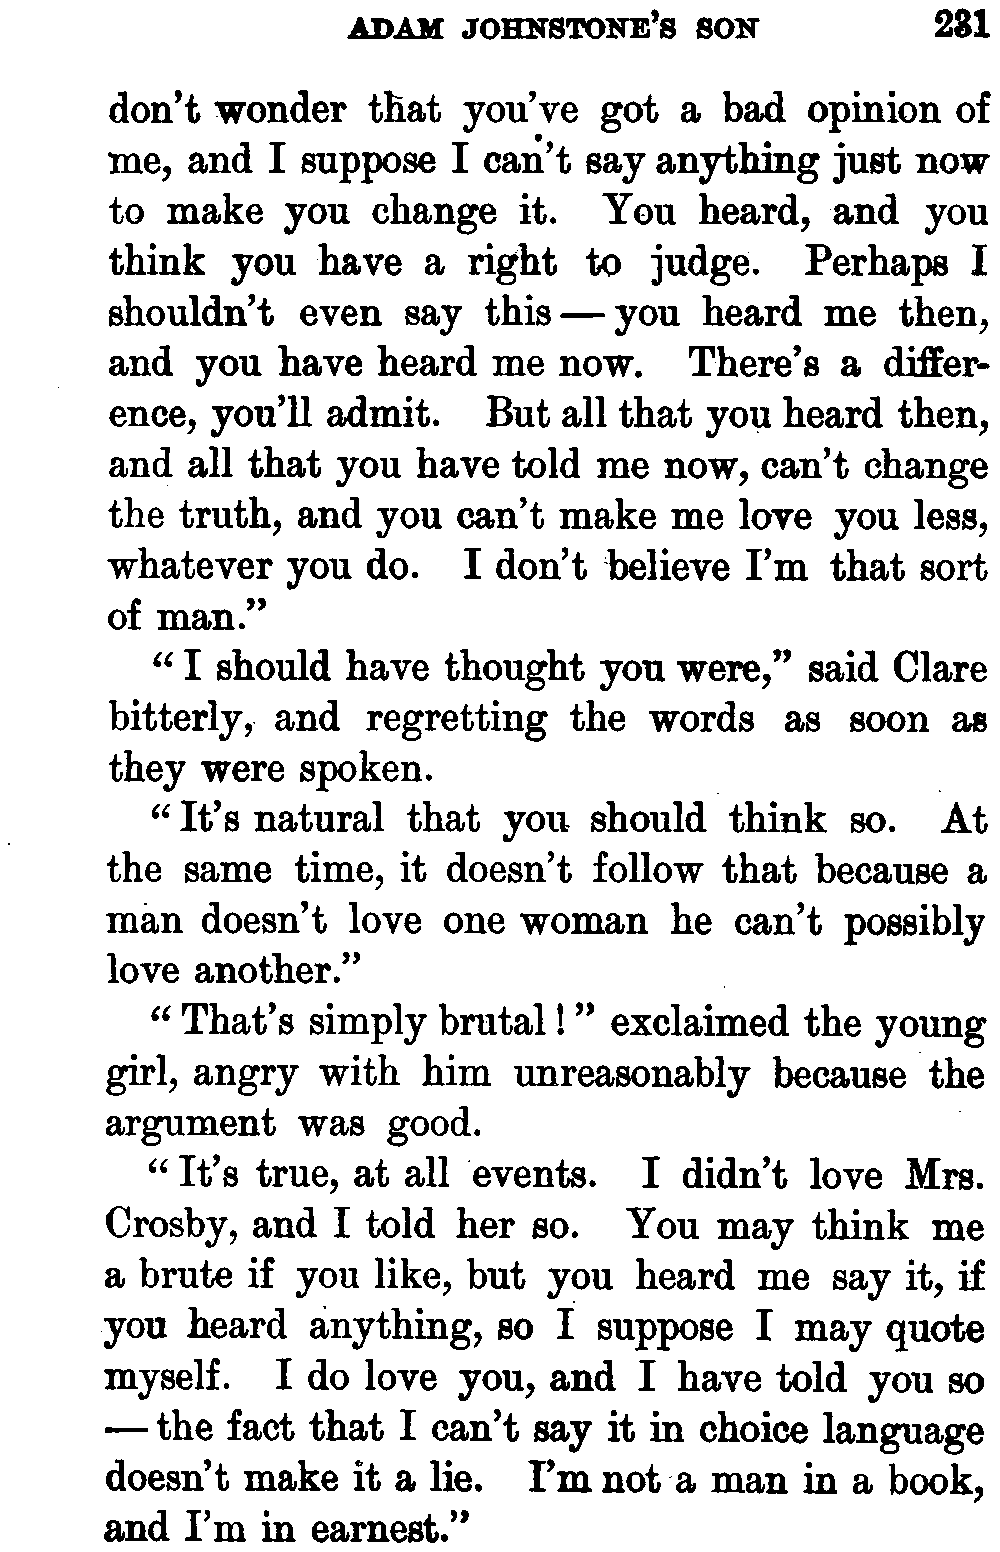 ADAM JOHNSTONE'S SON 231
don't wonder that you've got a bad opinion of
me, and I suppose I can't say anything just now
to make you change it. You heard, and you
think you have a right to judge. Perhaps I
shouldn't even say this — you heard me then,
and you have heard me now. There's a differ-
ence, you'll admit. But all that you heard then,
and all that you have told me now, can't change
the truth, and you can't make me love you less,
whatever you do. I don't believe I'm that sort
of man."
"I should have thought you were," said Clare
bitterly, and regretting the words as soon as
they were spoken.
"It's natural that you should think so. At
the same time, it doesn't follow that because a
man doesn't love one woman he can't possibly
love another."
"That's simply brutal!" exclaimed the young
girl, angry with him unreasonably because the
argument was good.
"It's true, at all events. I didn't love Mrs.
Crosby, and I told her so. You may think me
a brute if you like, but you heard me say it, if
you heard anything, so I suppose I may quote
myself. I do love you, and I have told you so
— the fact that I can't say it in choice language
doesn't make it a lie. I'm not a man in a book,
and I'm in earnest."